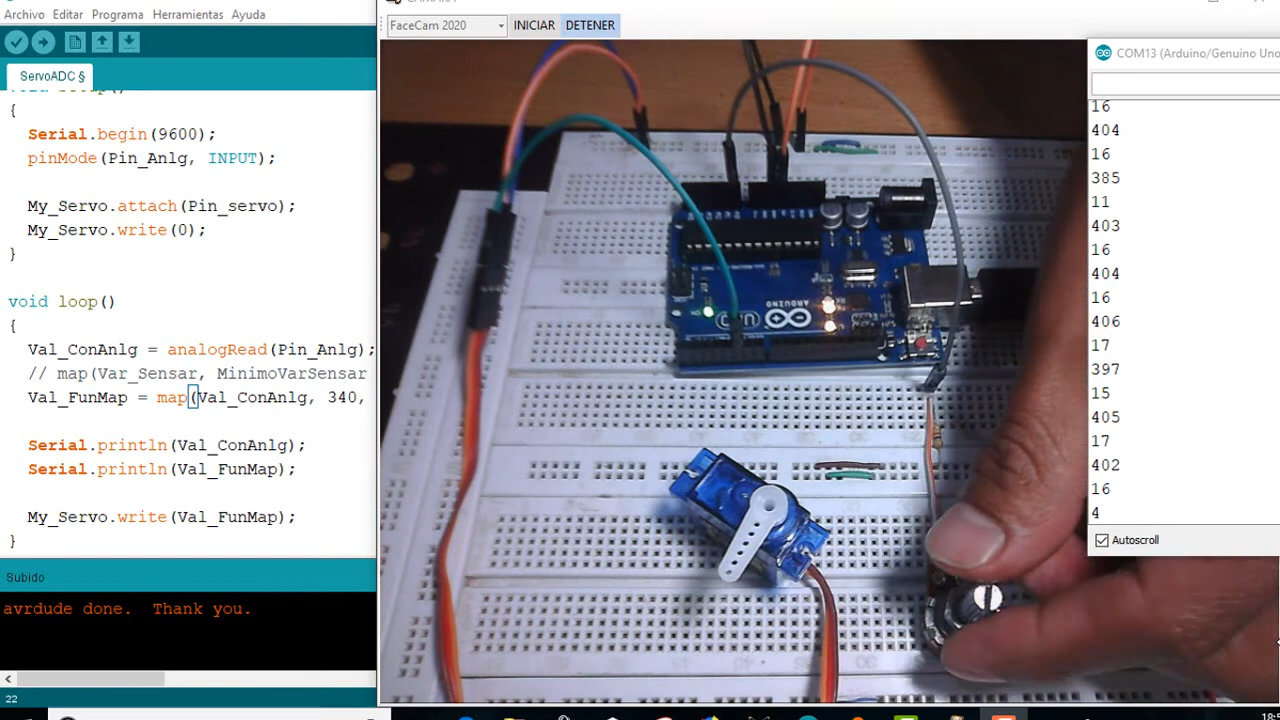 Archivo Editar Programa Herramientas Ayuda
ServoADC §
{
Serial.begin(9600);
pinMode(Pin_Anlg, INPUT);
My_Servo.attach(Pin_servo);
My_Servo.write(0);
}
void loop()
{
Val_ConAnlg = analogRead(Pin_Anlg);
// map(Var_Sensar, MinimoVarSensar
Val_FunMap = map(Val_ConAnlg, 340,
Serial.println(Val_ConAnlg);
Serial.println(Val_FunMap);
My_Servo.write(Val_FunMap);
}
Subido
avrdude done. Thank you.
22
FaceCam 2020
INICIAR
DETENER
ARDUINO
COM13 (Arduino/Genuino Uno
16
404
16
385
11
403
16
404
16
406
17
397
15
405
17
402
16
4
Autoscroll